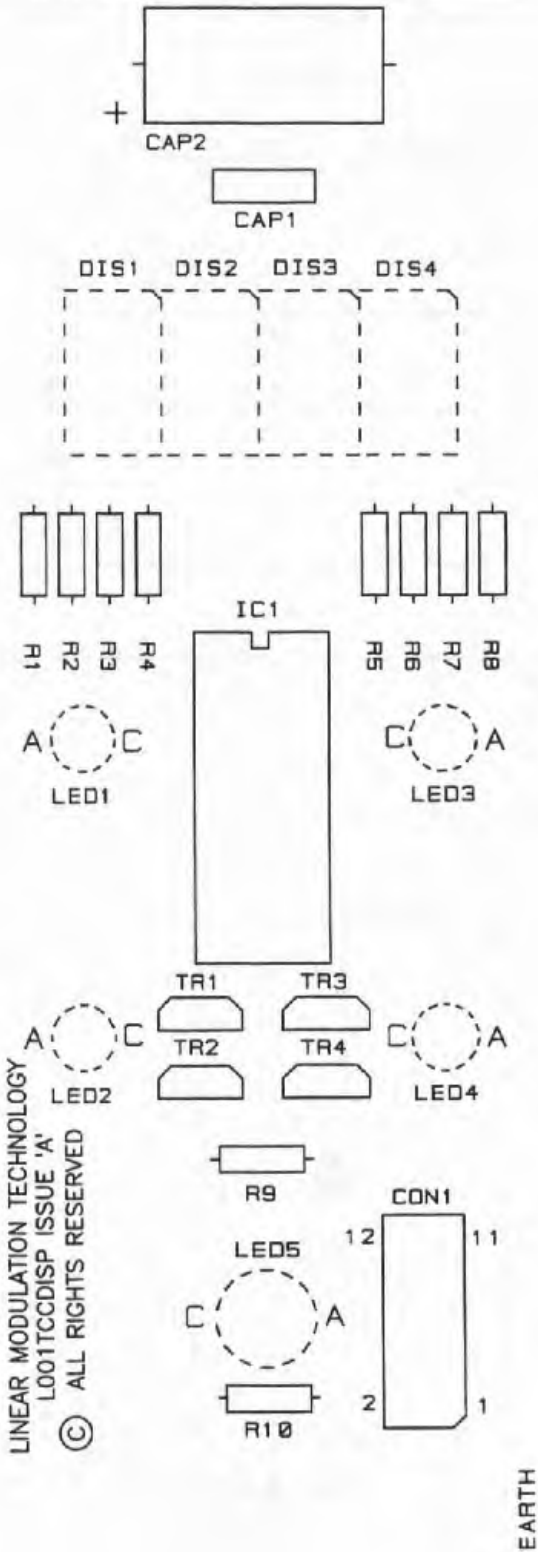 +
CAP2
CAP1
DIS1 DIS2 DIS3 DIS4
IC1
R1 R2 R3 R4
R5 R6 R7 R8
A C
LED1
C A
LED3
TR1 TR3
A C
LED2
TR2 TR4
C A
LED4
LINEAR MODULATION TECHNOLOGY
L001TCCDISP ISSUE 'A'
© ALL RIGHTS RESERVED
R9
CON1
12 11
LED5
C A
2 1
R10
EARTH